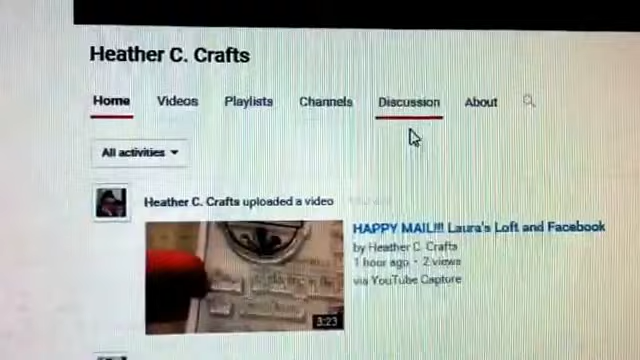 Heather C. Crafts
Home Videos Playlists Channels Discussion About
All activities
Heather C. Crafts uploaded a video
HAPPY MAIL!!! Laura's Loft and Facebook
by Heather C. Crafts
1 hour ago · 2 views
via YouTube Capture
3:23